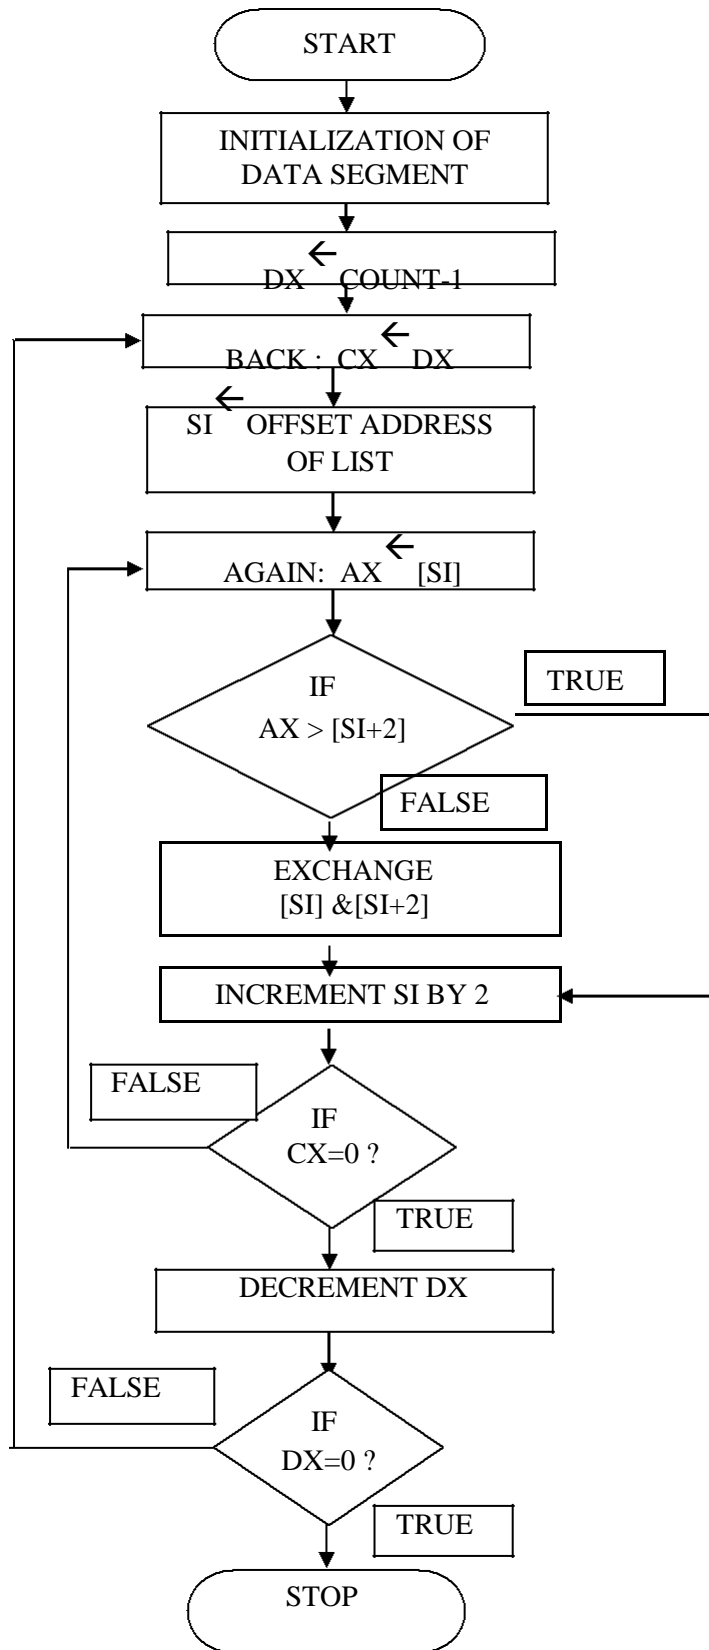 START
INITIALIZATION OF
DATA SEGMENT
DX ← COUNT-1
BACK : CX ← DX
SI ← OFFSET ADDRESS
OF LIST
AGAIN: AX ← [SI]
IF
AX > [SI+2]
TRUE
FALSE
EXCHANGE
[SI] &[SI+2]
INCREMENT SI BY 2
FALSE
IF
CX=0 ?
TRUE
DECREMENT DX
FALSE
IF
DX=0 ?
TRUE
STOP